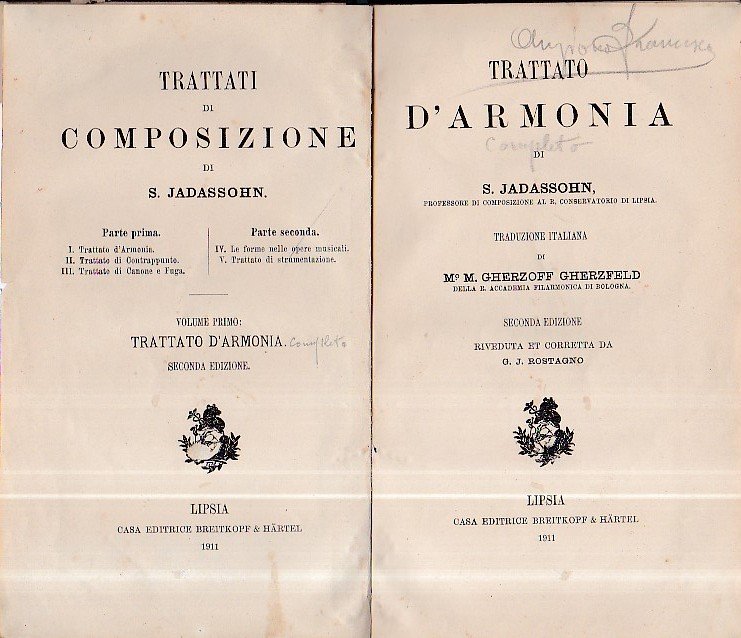 TRATTATI
DI
COMPOSIZIONE
DI
S. JADASSOHN.
Parte prima.
I. Trattato d'Armonia.
II. Trattato di Contrappunto.
III. Trattato di Canone e Fuga.
Parte seconda.
IV. Le forme nelle opere musicali.
V. Trattato di strumentazione.
VOLUME PRIMO:
TRATTATO D'ARMONIA. completo
SECONDA EDIZIONE.
LIPSIA
CASA EDITRICE BREITKOPF & HÄRTEL
1911
TRATTATO
D'ARMONIA
Completo
DI
S. JADASSOHN,
PROFESSORE DI COMPOSIZIONE AL R. CONSERVATORIO DI LIPSIA.
TRADUZIONE ITALIANA
DI
Mo M. GHERZOFF GHERZFELD
DELLA R. ACCADEMIA FILARMONICA DI BOLOGNA.
SECONDA EDIZIONE
RIVEDUTA ET CORRETTA DA
G. J. ROSTAGNO
LIPSIA
CASA EDITRICE BREITKOPF & HÄRTEL
1911